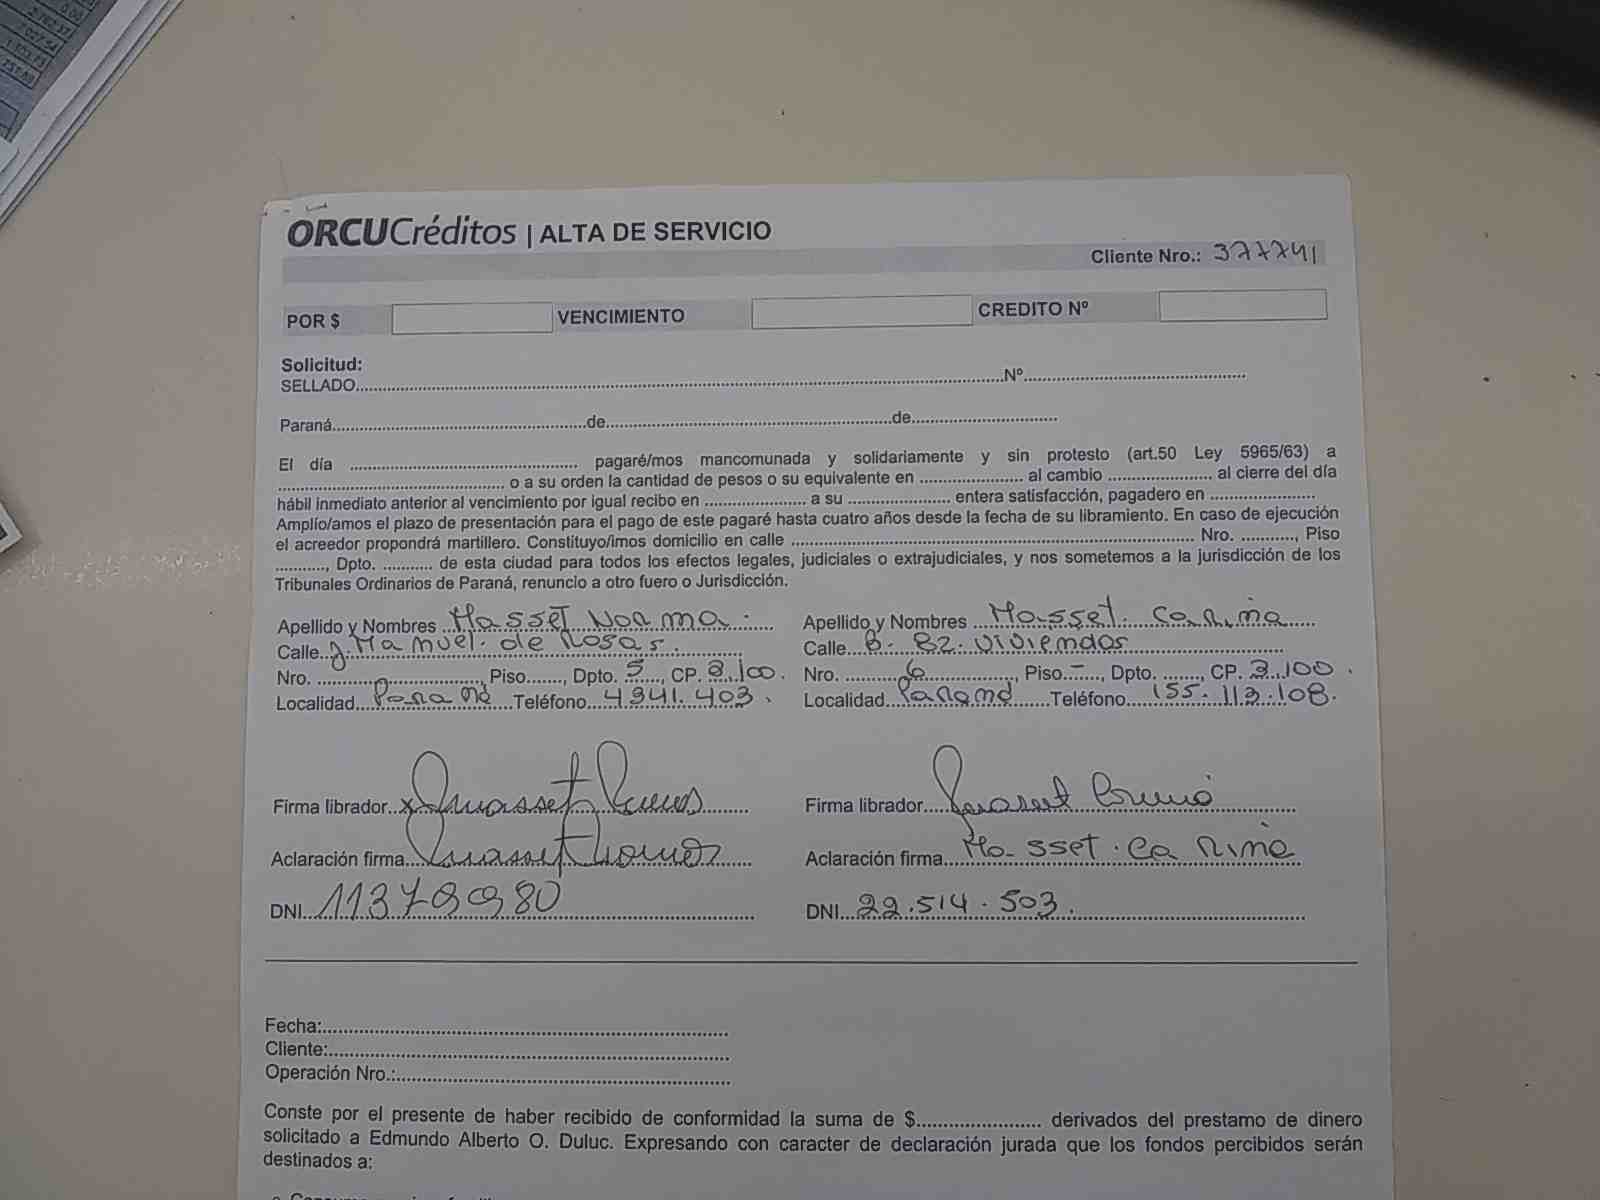 ORCUCréditos | ALTA DE SERVICIO
Cliente Nro.: 377741
POR $ VENCIMIENTO CREDITO Nº
Solicitud:
SELLADO..........Nº..........
Paraná..........de..........de..........
El día .......... pagaré/mos mancomunada y solidariamente y sin protesto (art.50 Ley 5965/63) a
.......... o a su orden la cantidad de pesos o su equivalente en .......... al cambio .......... al cierre del día
hábil inmediato anterior al vencimiento por igual recibo en .......... a su .......... entera satisfacción, pagadero en ..........
Amplío/amos el plazo de presentación para el pago de este pagaré hasta cuatro años desde la fecha de su libramiento. En caso de ejecución
el acreedor propondrá martillero. Constituyo/imos domicilio en calle .......... Nro. .........., Piso
.........., Dpto. .......... de esta ciudad para todos los efectos legales, judiciales o extrajudiciales, y nos sometemos a la jurisdicción de los
Tribunales Ordinarios de Paraná, renuncio a otro fuero o Jurisdicción.
Apellido y Nombres Masset Norma.
Calle J. Manuel de Rosas.
Nro. .........., Piso......, Dpto. 5, CP. 3.100.
Localidad Paraná Teléfono 4341.403.
Firma librador x Masset
Aclaración firma Masset
DNI 11379980
Apellido y Nombres Masset. Carina
Calle B. 82. Viviendas
Nro. 6, Piso -, Dpto. ......, CP. 3.100.
Localidad Paraná Teléfono 155.113.108.
Firma librador Masset
Aclaración firma Masset. Carina
DNI 22.514.503.
Fecha:..........
Cliente:..........
Operación Nro.:..........
Conste por el presente de haber recibido de conformidad la suma de $.......... derivados del prestamo de dinero
solicitado a Edmundo Alberto O. Duluc. Expresando con caracter de declaración jurada que los fondos percibidos serán
destinados a: